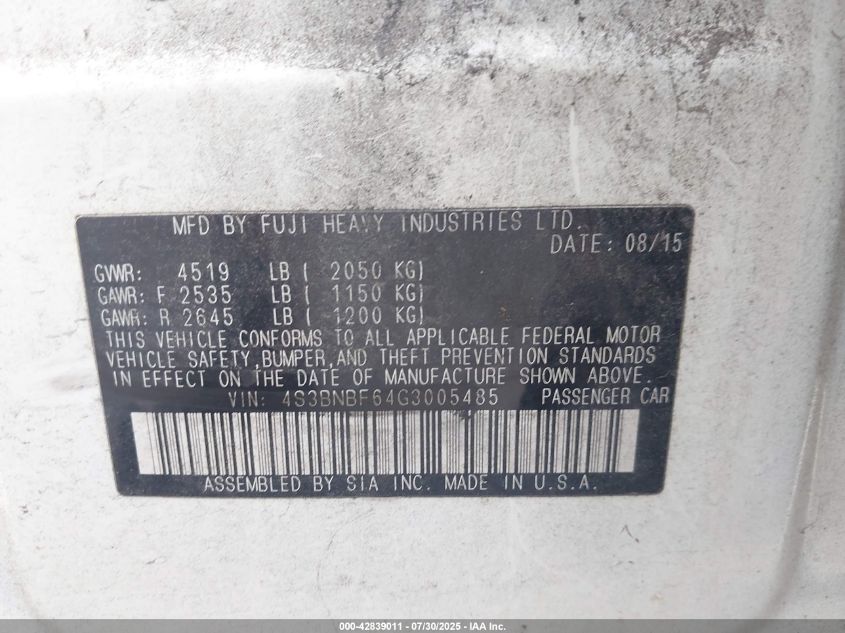 MFD BY FUJI HEAVY INDUSTRIES LTD.
DATE: 08/15
GVWR: 4519 LB ( 2050 KG)
GAWR: F 2535 LB ( 1150 KG)
GAWR: R 2645 LB ( 1200 KG)
THIS VEHICLE CONFORMS TO ALL APPLICABLE FEDERAL MOTOR
VEHICLE SAFETY,BUMPER,AND THEFT PREVENTION STANDARDS
IN EFFECT ON THE DATE OF MANUFACTURE SHOWN ABOVE.
VIN: 4S3BNBF64G3005485 PASSENGER CAR
ASSEMBLED BY SIA INC. MADE IN U.S.A.
000-42839011 - 07/30/2025 - IAA Inc.